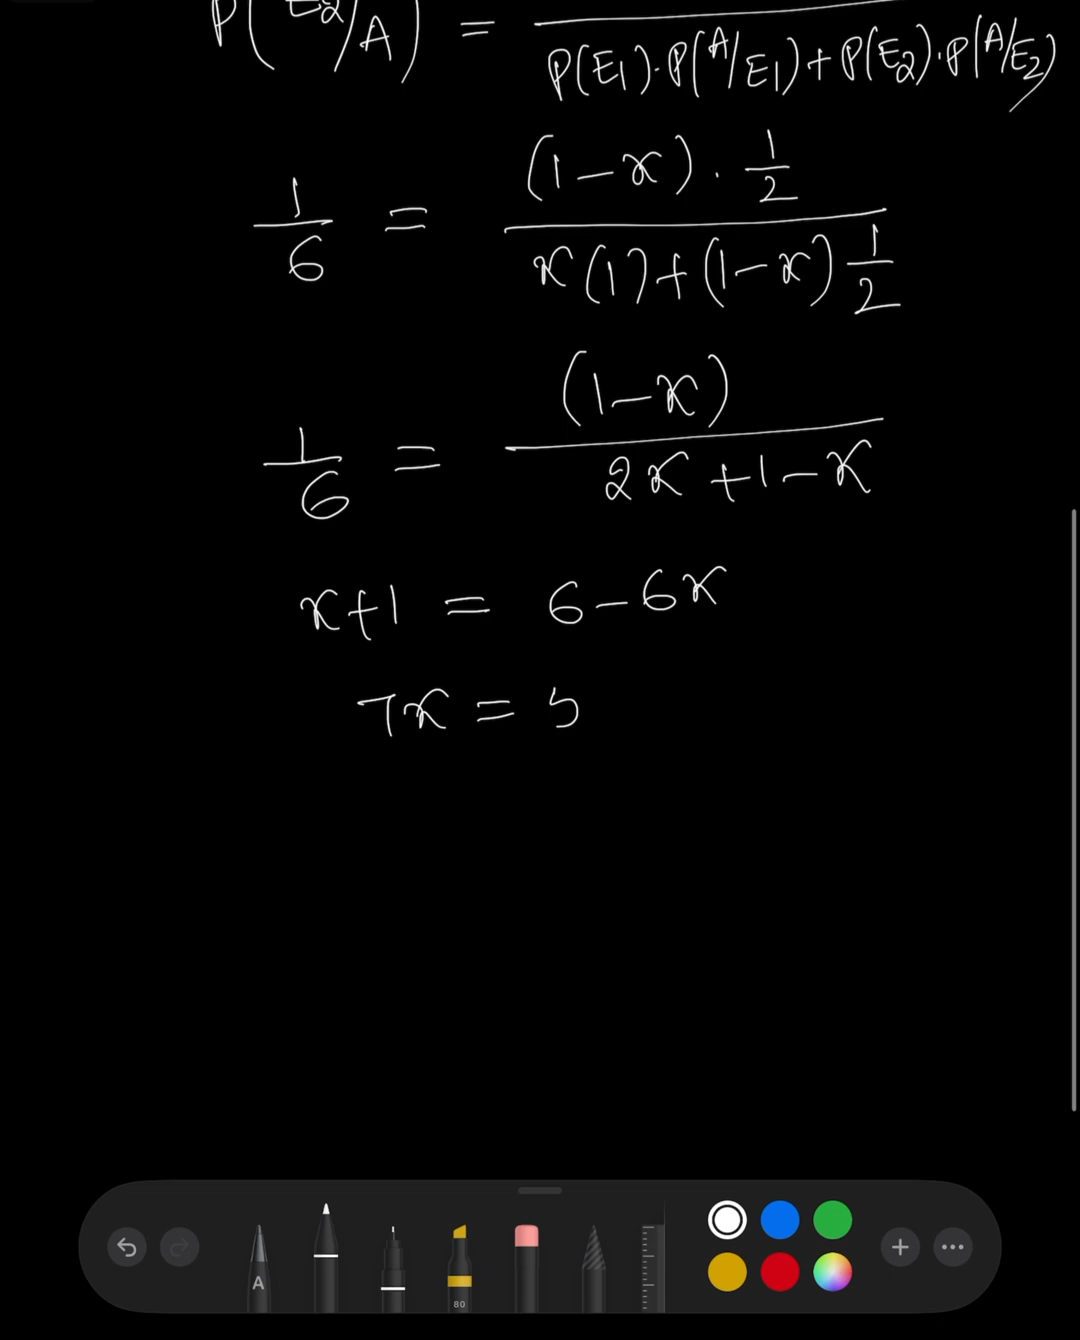 P(E2/A) =
P(E1)·P(A/E1)+P(E2)·P(A/E2)
1/6 = (1-x)·1/2
x(1)+(1-x)1/2
1/6 = (1-x)
2x+1-x
x+1 = 6-6x
7x = 5
A
80